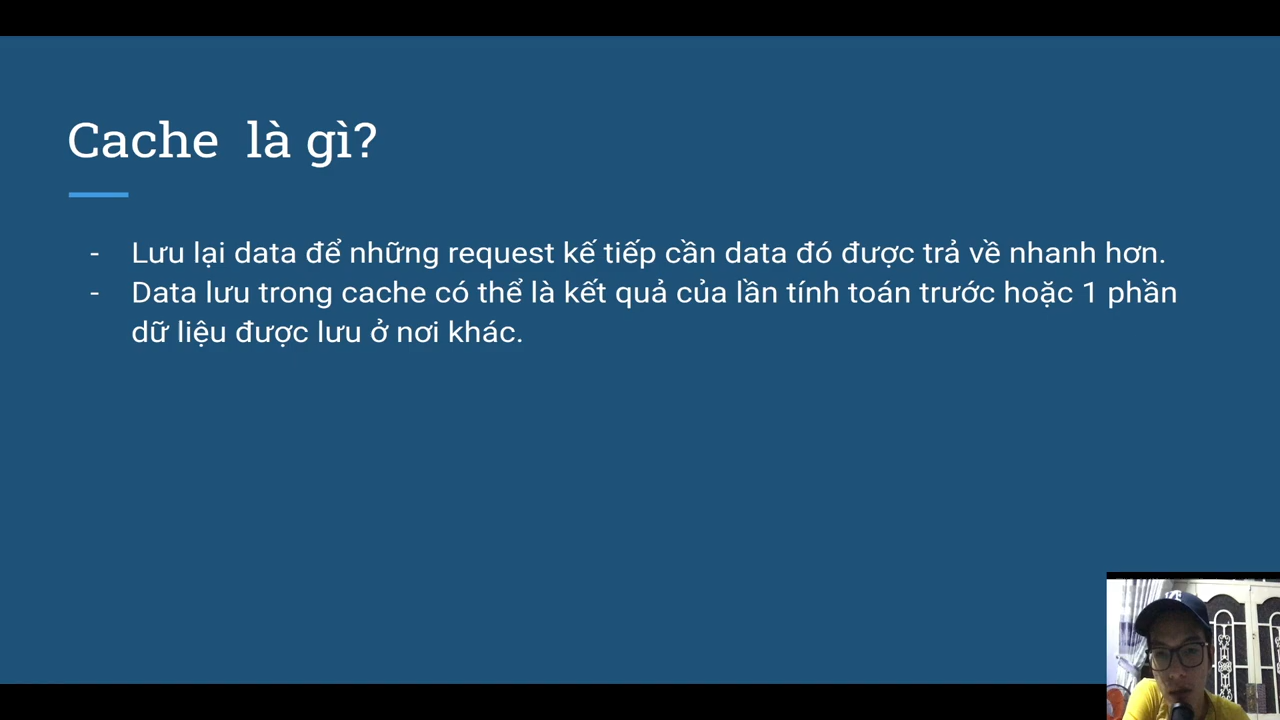 Cache là gì?
- Lưu lại data để những request kế tiếp cần data đó được trả về nhanh hơn.
- Data lưu trong cache có thể là kết quả của lần tính toán trước hoặc 1 phần
dữ liệu được lưu ở nơi khác.